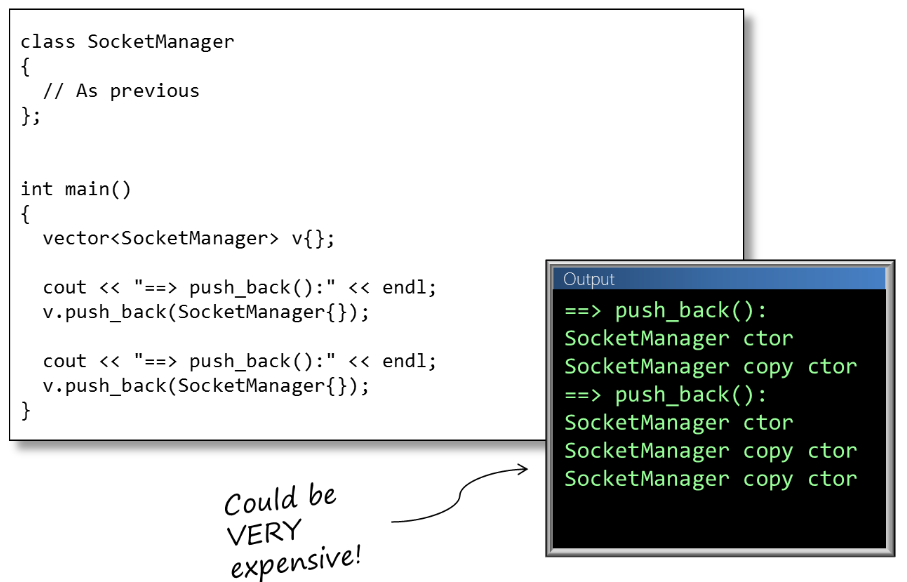 class SocketManager
{
  // As previous
};
int main()
{
  vector<SocketManager> v{};
  cout << "==> push_back():" << endl;
  v.push_back(SocketManager{});
  cout << "==> push_back():" << endl;
  v.push_back(SocketManager{});
}
Output
==> push_back():
SocketManager ctor
SocketManager copy ctor
==> push_back():
SocketManager ctor
SocketManager copy ctor
SocketManager copy ctor
Could be
VERY
expensive!